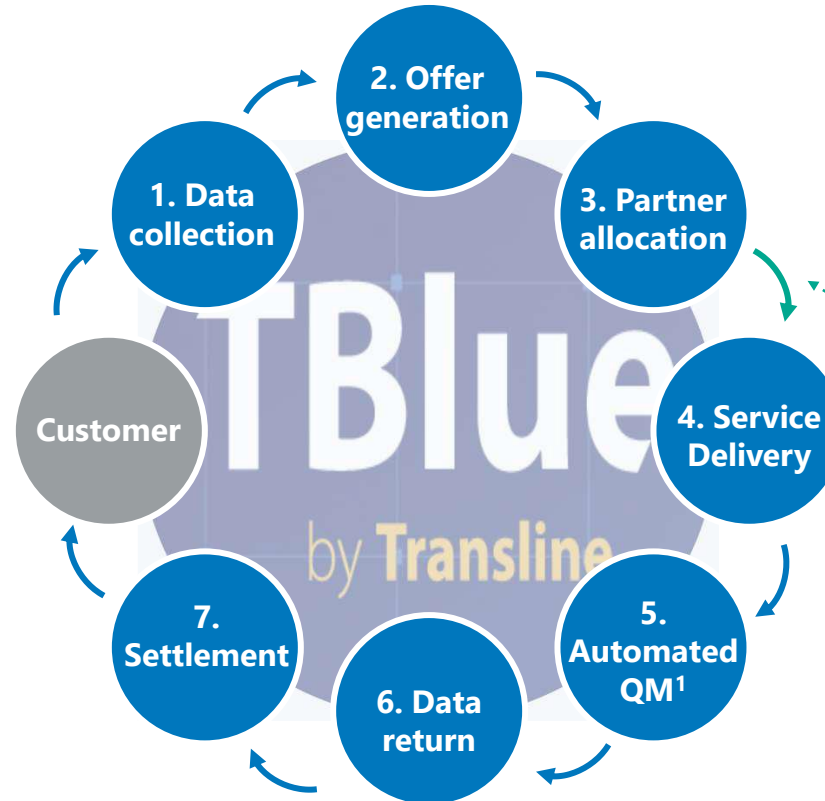 2. Offer
generation
1. Data
collection
3. Partner
allocation
TBlue
by Transline
Customer
4. Service
Delivery
7.
Settlement
5.
Automated
QM¹
6. Data
return